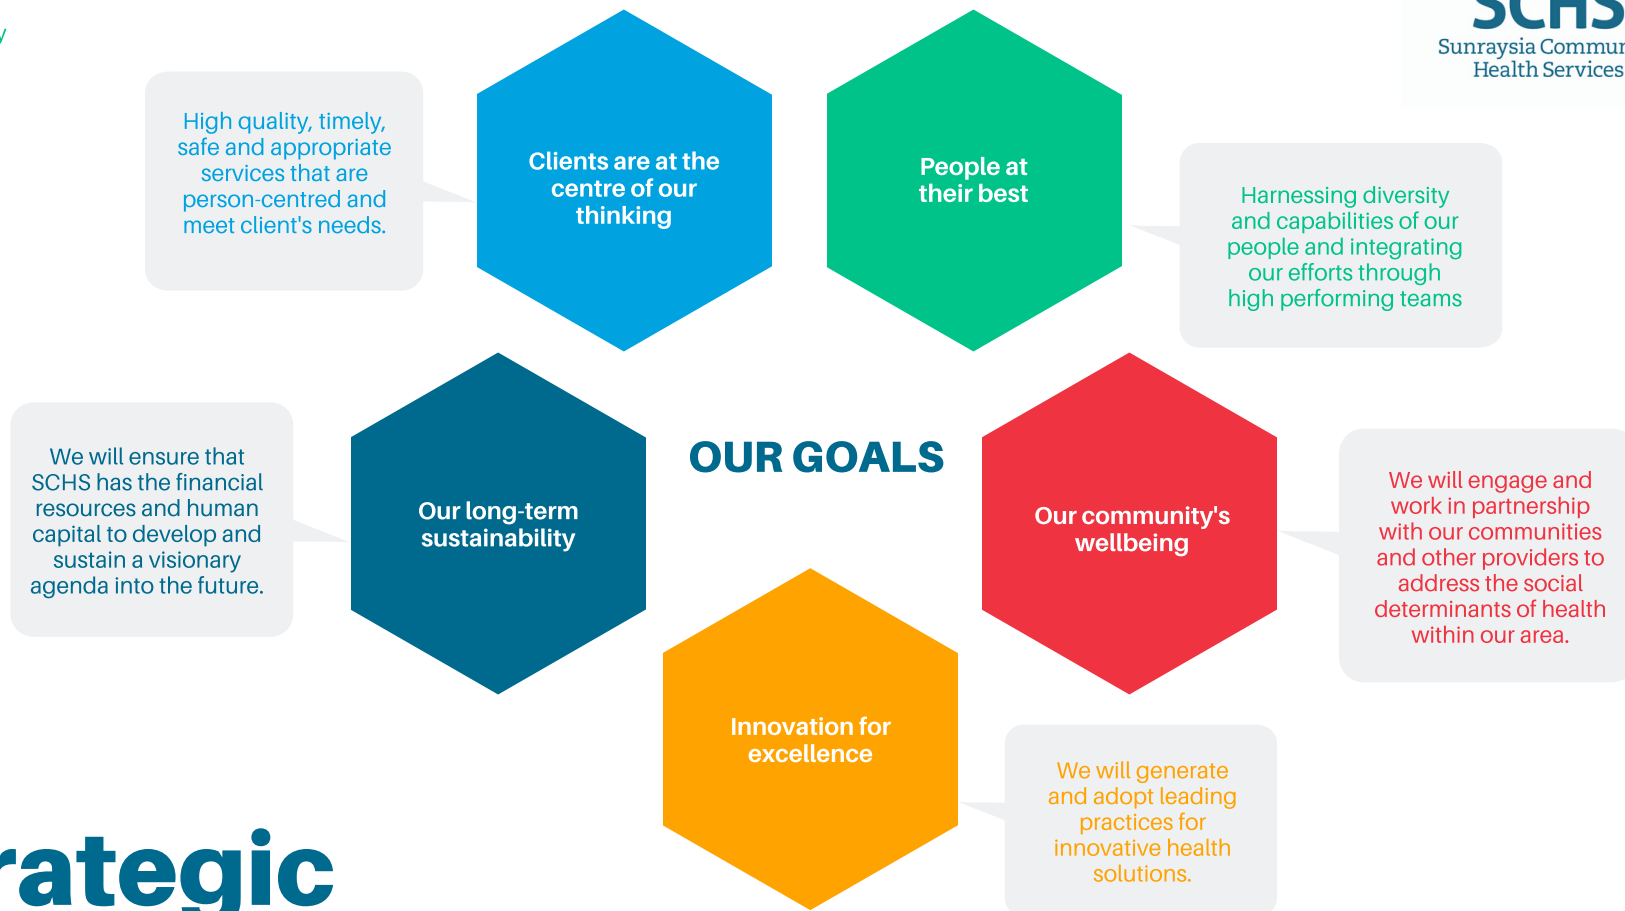 SCHS
Sunraysia
Health Services
High quality, timely,
safe and appropriate
services that are
person-centred and
meet client's needs.
Clients are at the
centre of our
thinking
People at
their best
Harnessing diversity
and capabilities of our
people and integrating
our efforts through
high performing teams
We will ensure that
SCHS has the financial
resources and human
capital to develop and
sustain a visionary
agenda into the future.
Our long-term
sustainability
OUR GOALS
Our community's
wellbeing
We will engage and
work in partnership
with our communities
and other providers to
address the social
determinants of health
within our area.
Innovation for
excellence
We will generate
and adopt leading
practices for
innovative health
solutions.